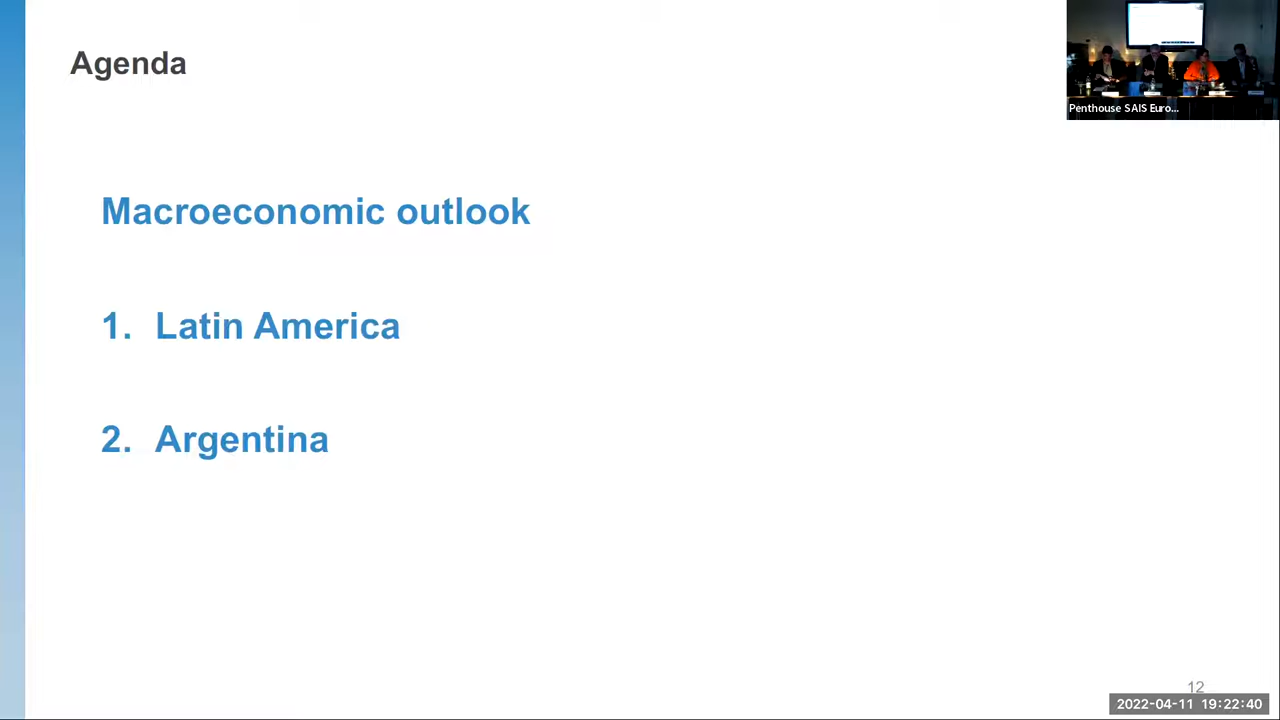 Agenda
Penthouse SAIS Euro...
Macroeconomic outlook
1. Latin America
2. Argentina
12
2022-04-11 19:22:40